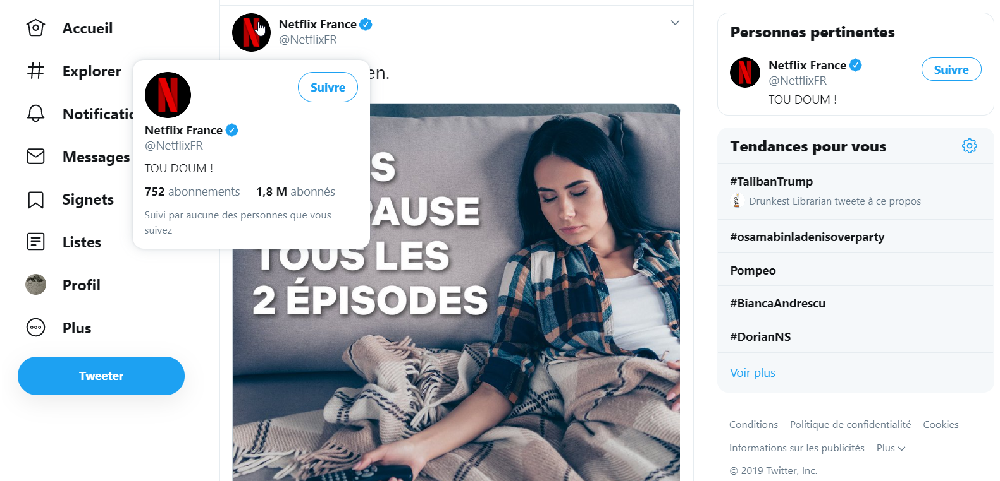 Accueil
Explorer
Messages
Signets
Listes
Profil
Plus
Tweeter
Netflix France
@NetflixFR
Suivre
Netflix France
@NetflixFR
TOU DOUM !
752 abonnements 1,8 M abonnés
Suivi par aucune des personnes que vous
suivez
TOUS LES
2 ÉPISODES
Personnes pertinentes
Netflix France
@NetflixFR
Suivre
TOU DOUM !
Tendances pour vous
#TalibanTrump
Drunkest Librarian tweete à ce propos
#osamabinladenisoverparty
Pompeo
#BiancaAndrescu
#DorianNS
Voir plus
Conditions Politique de confidentialité Cookies
Informations sur les publicités Plus
© 2019 Twitter, Inc.